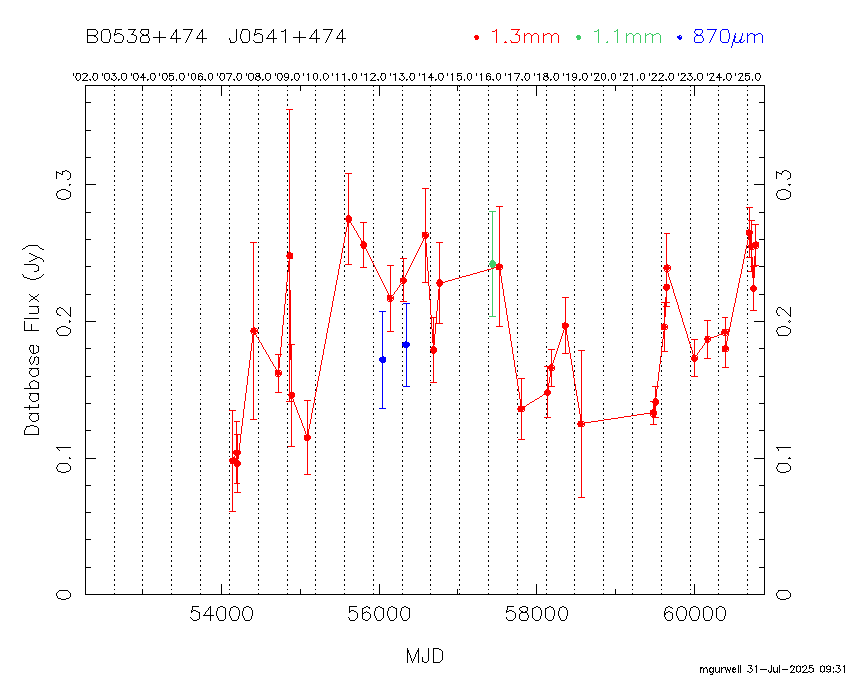 B0538+474 J0541+474 • 1.3mm • 1.1mm • 870μm
'02.0 '03.0 '04.0 '05.0 '06.0 '07.0 '08.0 '09.0 '10.0 '11.0 '12.0 '13.0 '14.0 '15.0 '16.0 '17.0 '18.0 '19.0 '20.0 '21.0 '22.0 '23.0 '24.0 '25.0
0.3 0.3
Database Flux (Jy)
0.2 0.2
0.1 0.1
0 0
54000 56000 58000 60000
MJD
mgurwell 31-Jul-2025 09:31